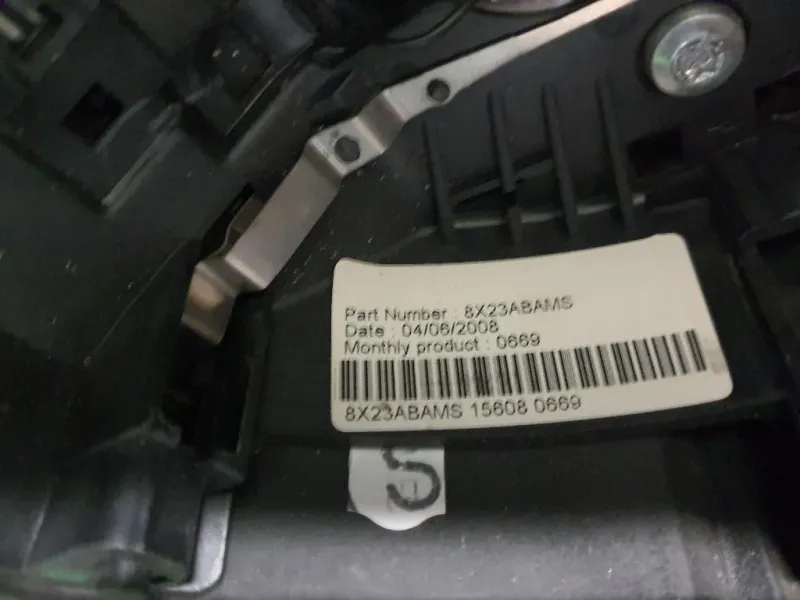 Part Number : 8X23ABAMS
Date : 04/06/2008
Monthly product : 0669
8X23ABAMS 15608 0669
S